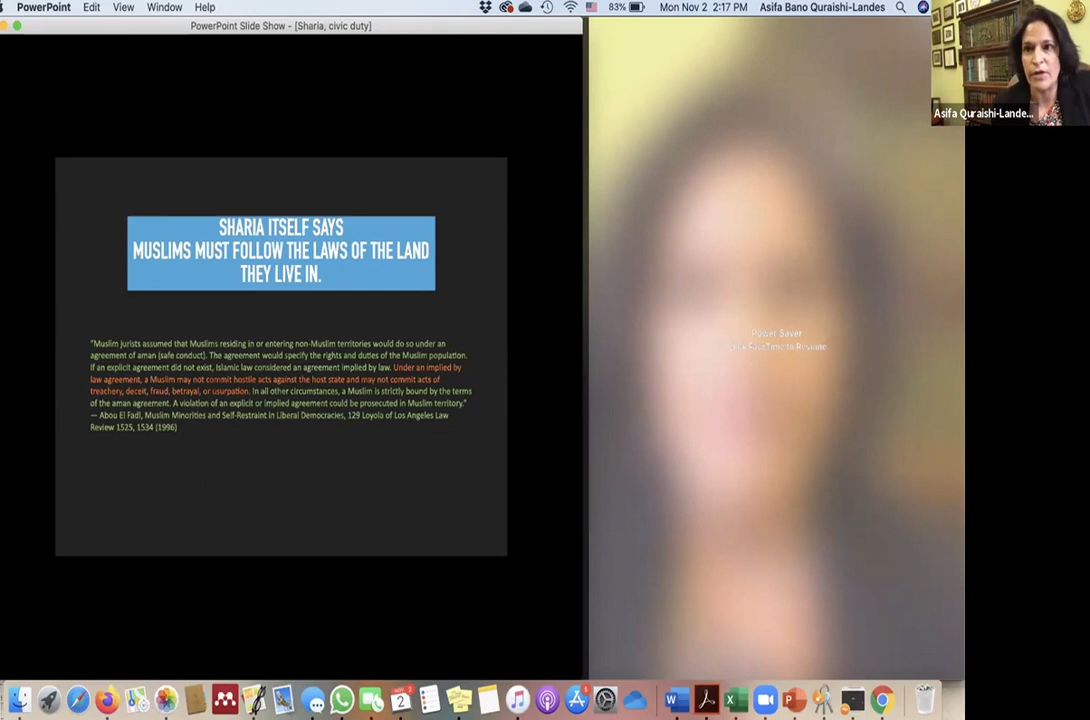 PowerPoint Edit View Window Help
83% Mon Nov 2 2:17 PM Asifa Bano Quraishi-Landes
PowerPoint Slide Show - [Sharia, civic duty]
Asifa Quraishi-Lande...
SHARIA ITSELF SAYS
MUSLIMS MUST FOLLOW THE LAWS OF THE LAND
THEY LIVE IN.
"Muslim jurists assumed that Muslims residing in or entering non-Muslim territories would do so under an
agreement of aman (safe conduct). The agreement would specify the rights and duties of the Muslim population.
If an explicit agreement did not exist, Islamic law considered an agreement implied by law. Under an implied by
law agreement, a Muslim may not commit hostile acts against the host state and may not commit acts of
treachery, deceit, fraud, betrayal, or usurpation. In all other circumstances, a Muslim is strictly bound by the terms
of the aman agreement. A violation of an explicit or implied agreement could be prosecuted in Muslim territory."
— Abou El Fadl, Muslim Minorities and Self-Restraint in Liberal Democracies, 129 Loyola of Los Angeles Law
Review 1525, 1534 (1996)
Power Saver
FaceTime to Resume
NOV
2